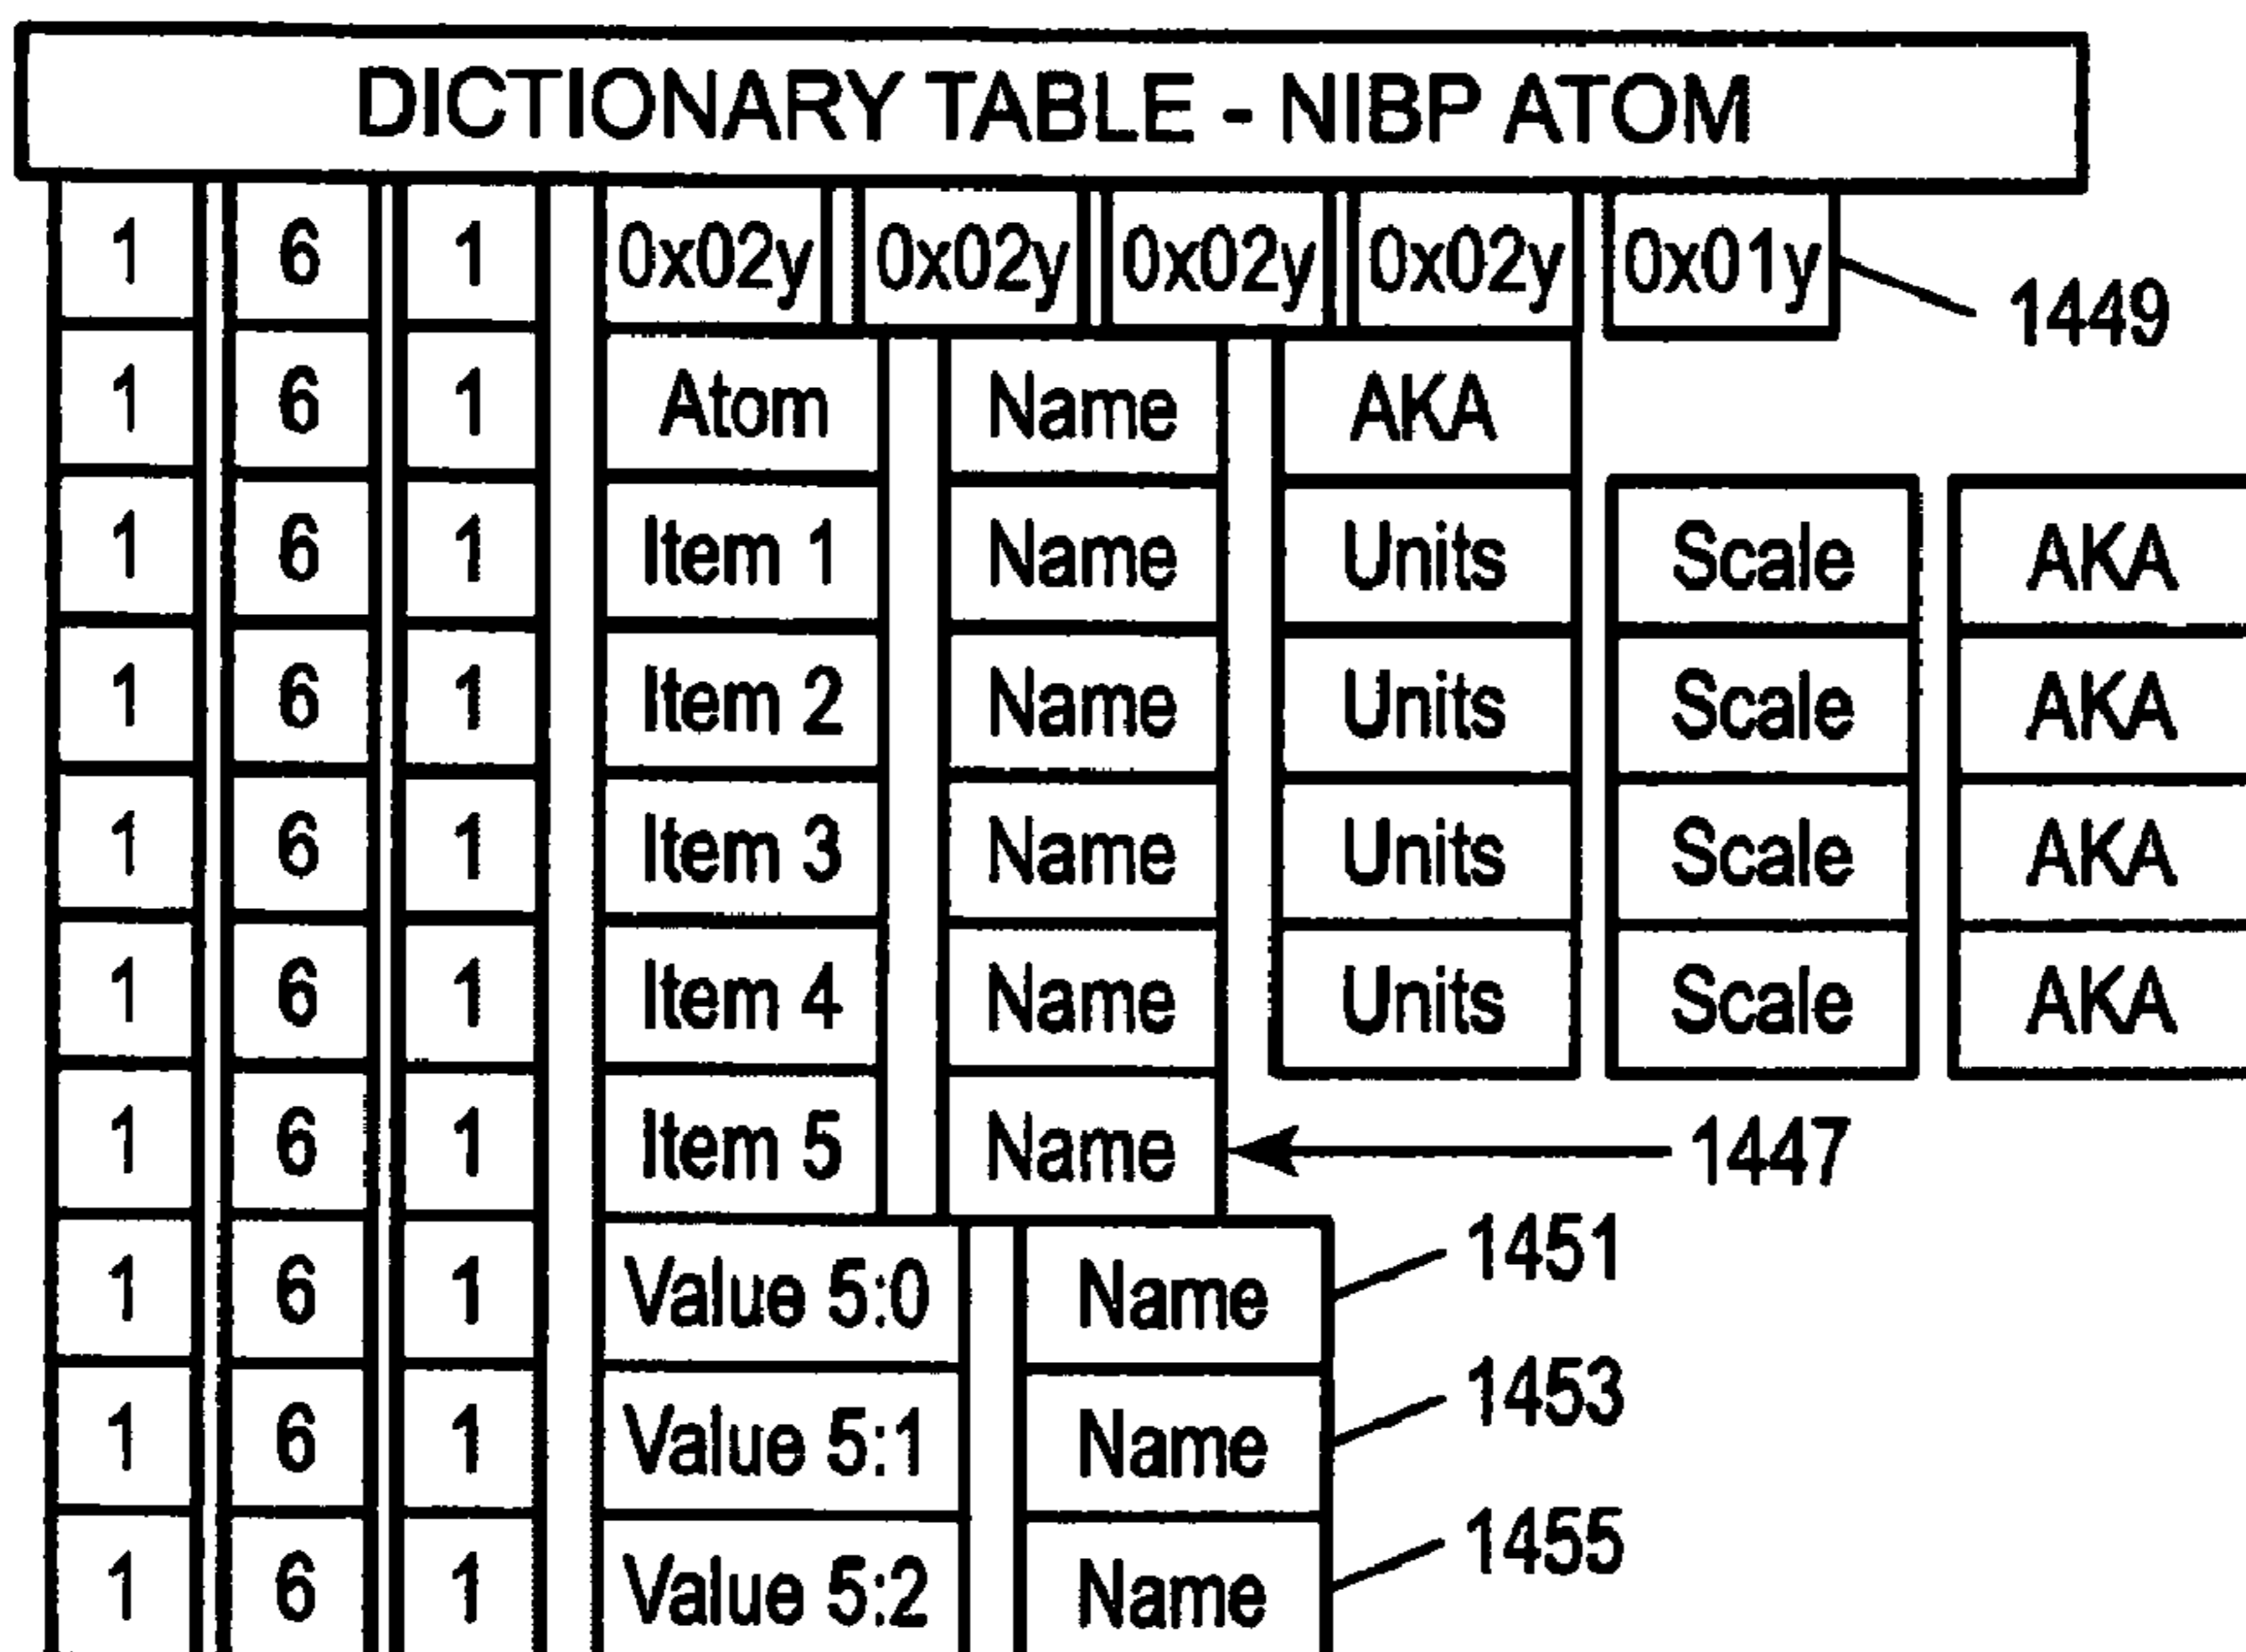 DICTIONARY TABLE - NIBP ATOM
1 6 1 0x02y 0x02y 0x02y 0x02y 0x01y 1449
1 6 1 Atom Name AKA
1 6 1 Item 1 Name Units Scale AKA
1 6 1 Item 2 Name Units Scale AKA
1 6 1 Item 3 Name Units Scale AKA
1 6 1 Item 4 Name Units Scale AKA
1 6 1 Item 5 Name 1447
1 6 1 Value 5:0 Name 1451
1 6 1 Value 5:1 Name 1453
1 6 1 Value 5:2 Name 1455